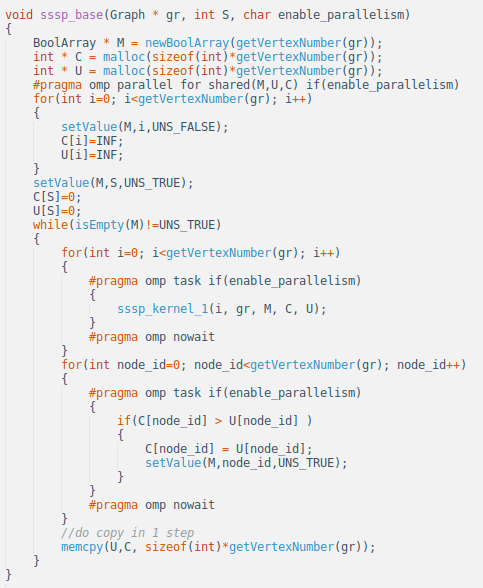 void sssp_base(Graph * gr, int S, char enable_parallelism)
{
    BoolArray * M = newBoolArray(getVertexNumber(gr));
    int * C = malloc(sizeof(int)*getVertexNumber(gr));
    int * U = malloc(sizeof(int)*getVertexNumber(gr));
    #pragma omp parallel for shared(M,U,C) if(enable_parallelism)
    for(int i=0; i<getVertexNumber(gr); i++)
    {
        setValue(M,i,UNS_FALSE);
        C[i]=INF;
        U[i]=INF;
    }
    setValue(M,S,UNS_TRUE);
    C[S]=0;
    U[S]=0;
    while(isEmpty(M)!=UNS_TRUE)
    {
        for(int i=0; i<getVertexNumber(gr); i++)
        {
            #pragma omp task if(enable_parallelism)
            {
                sssp_kernel_1(i, gr, M, C, U);
            }
            #pragma omp nowait
        }
        for(int node_id=0; node_id<getVertexNumber(gr); node_id++)
        {
            #pragma omp task if(enable_parallelism)
            {
                if(C[node_id] > U[node_id] )
                {
                    C[node_id] = U[node_id];
                    setValue(M,node_id,UNS_TRUE);
                }
            }
            #pragma omp nowait
        }
        //do copy in 1 step
        memcpy(U,C, sizeof(int)*getVertexNumber(gr));
    }
}